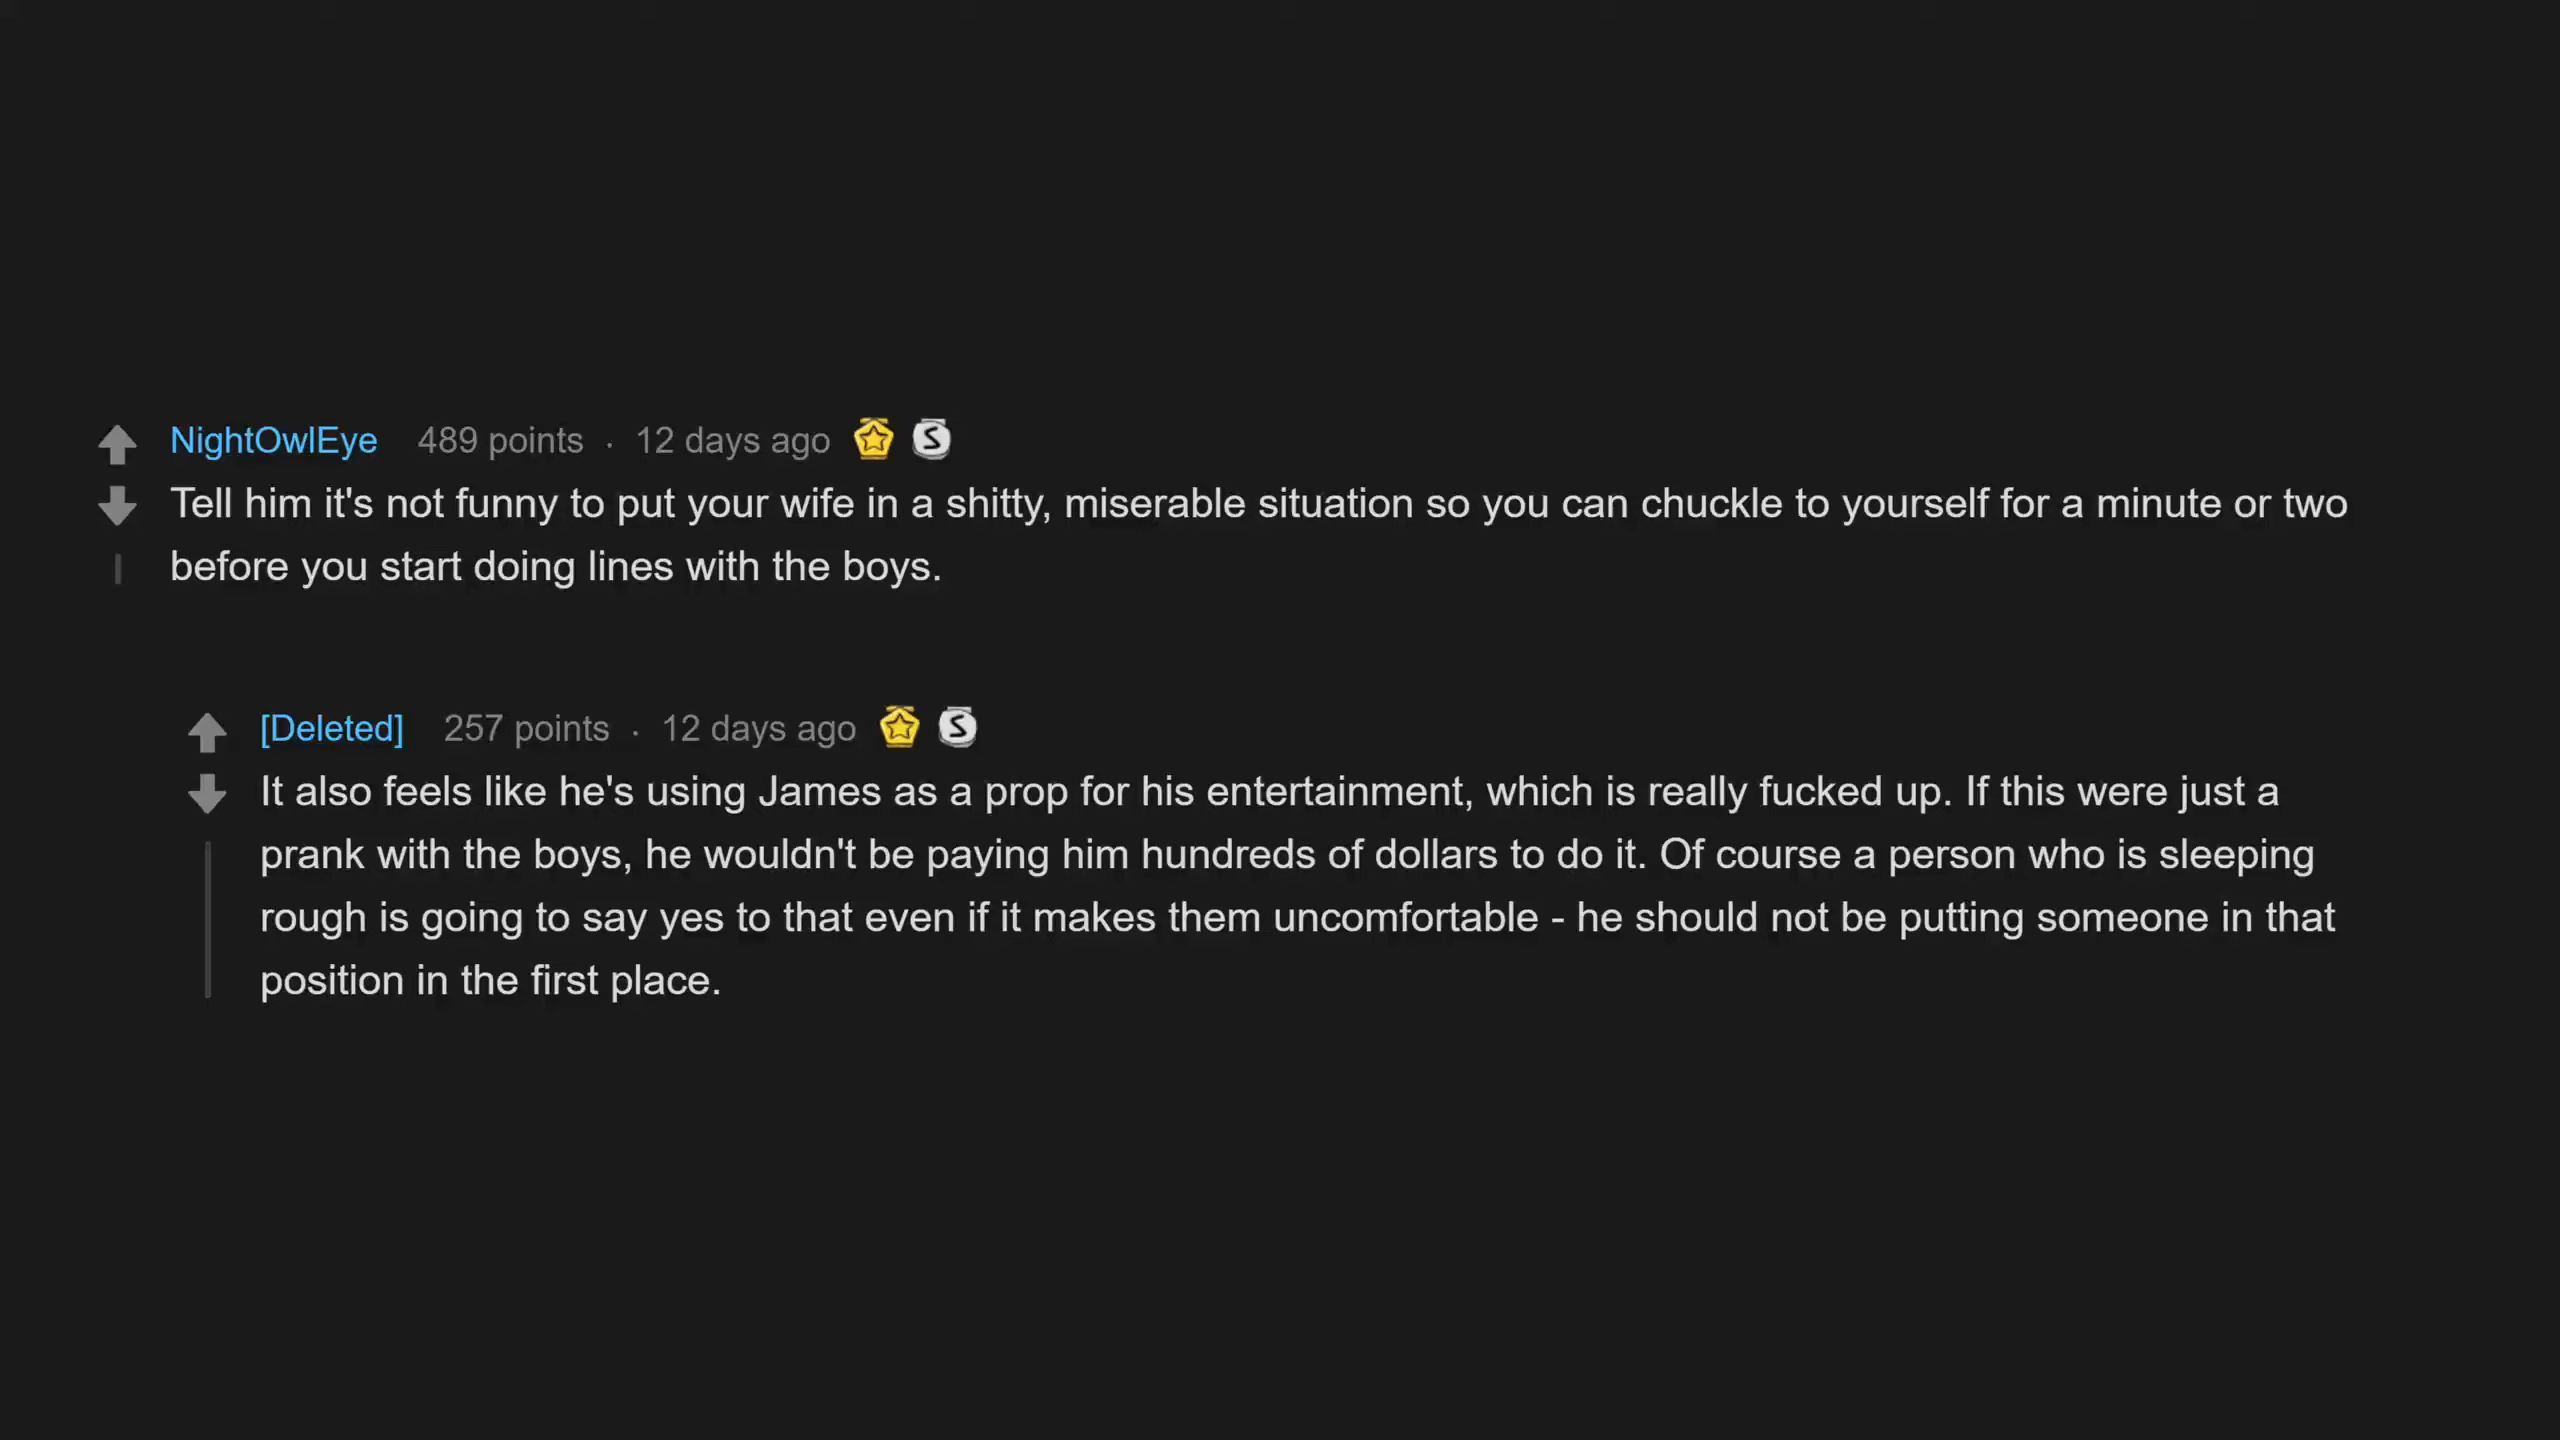 NightOwlEye 489 points · 12 days ago S
Tell him it's not funny to put your wife in a shitty, miserable situation so you can chuckle to yourself for a minute or two
before you start doing lines with the boys.
[Deleted] 257 points · 12 days ago S
It also feels like he's using James as a prop for his entertainment, which is really fucked up. If this were just a
prank with the boys, he wouldn't be paying him hundreds of dollars to do it. Of course a person who is sleeping
rough is going to say yes to that even if it makes them uncomfortable - he should not be putting someone in that
position in the first place.